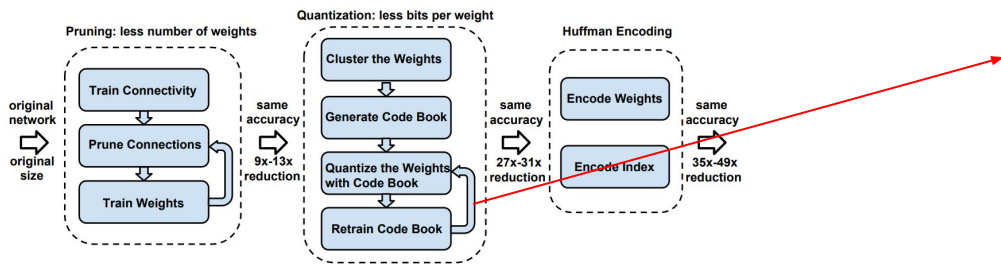 Pruning: less number of weights
Train Connectivity
Prune Connections
Train Weights
original
network
original
size
same
accuracy
9x-13x
reduction
Quantization: less bits per weight
Cluster the Weights
Generate Code Book
Quantize the Weights
with Code Book
Retrain Code Book
same
accuracy
27x-31x
reduction
Huffman Encoding
Encode Weights
Encode Index
same
accuracy
35x-49x
reduction